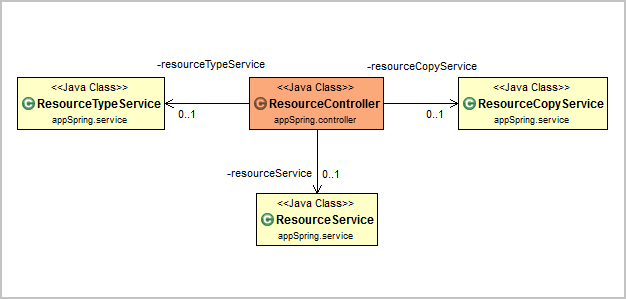 -resourceTypeService
-resourceCopyService
<<Java Class>>
C ResourceTypeService
appSpring.service
0..1
<<Java Class>>
C ResourceController
appSpring.controller
0..1
<<Java Class>>
C ResourceCopyService
appSpring.service
-resourceService
0..1
<<Java Class>>
C ResourceService
appSpring.service